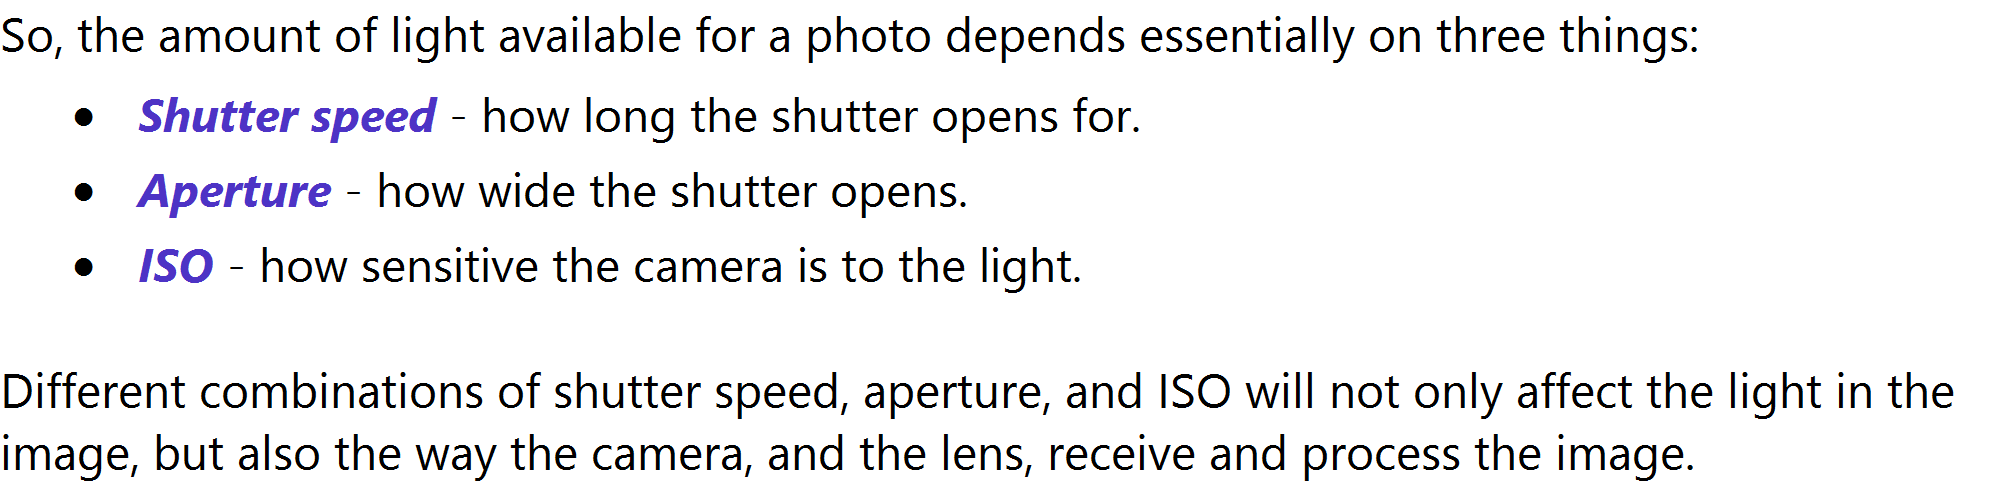 So, the amount of light available for a photo depends essentially on three things:
• Shutter speed - how long the shutter opens for.
• Aperture - how wide the shutter opens.
• ISO - how sensitive the camera is to the light.
Different combinations of shutter speed, aperture, and ISO will not only affect the light in the
image, but also the way the camera, and the lens, receive and process the image.